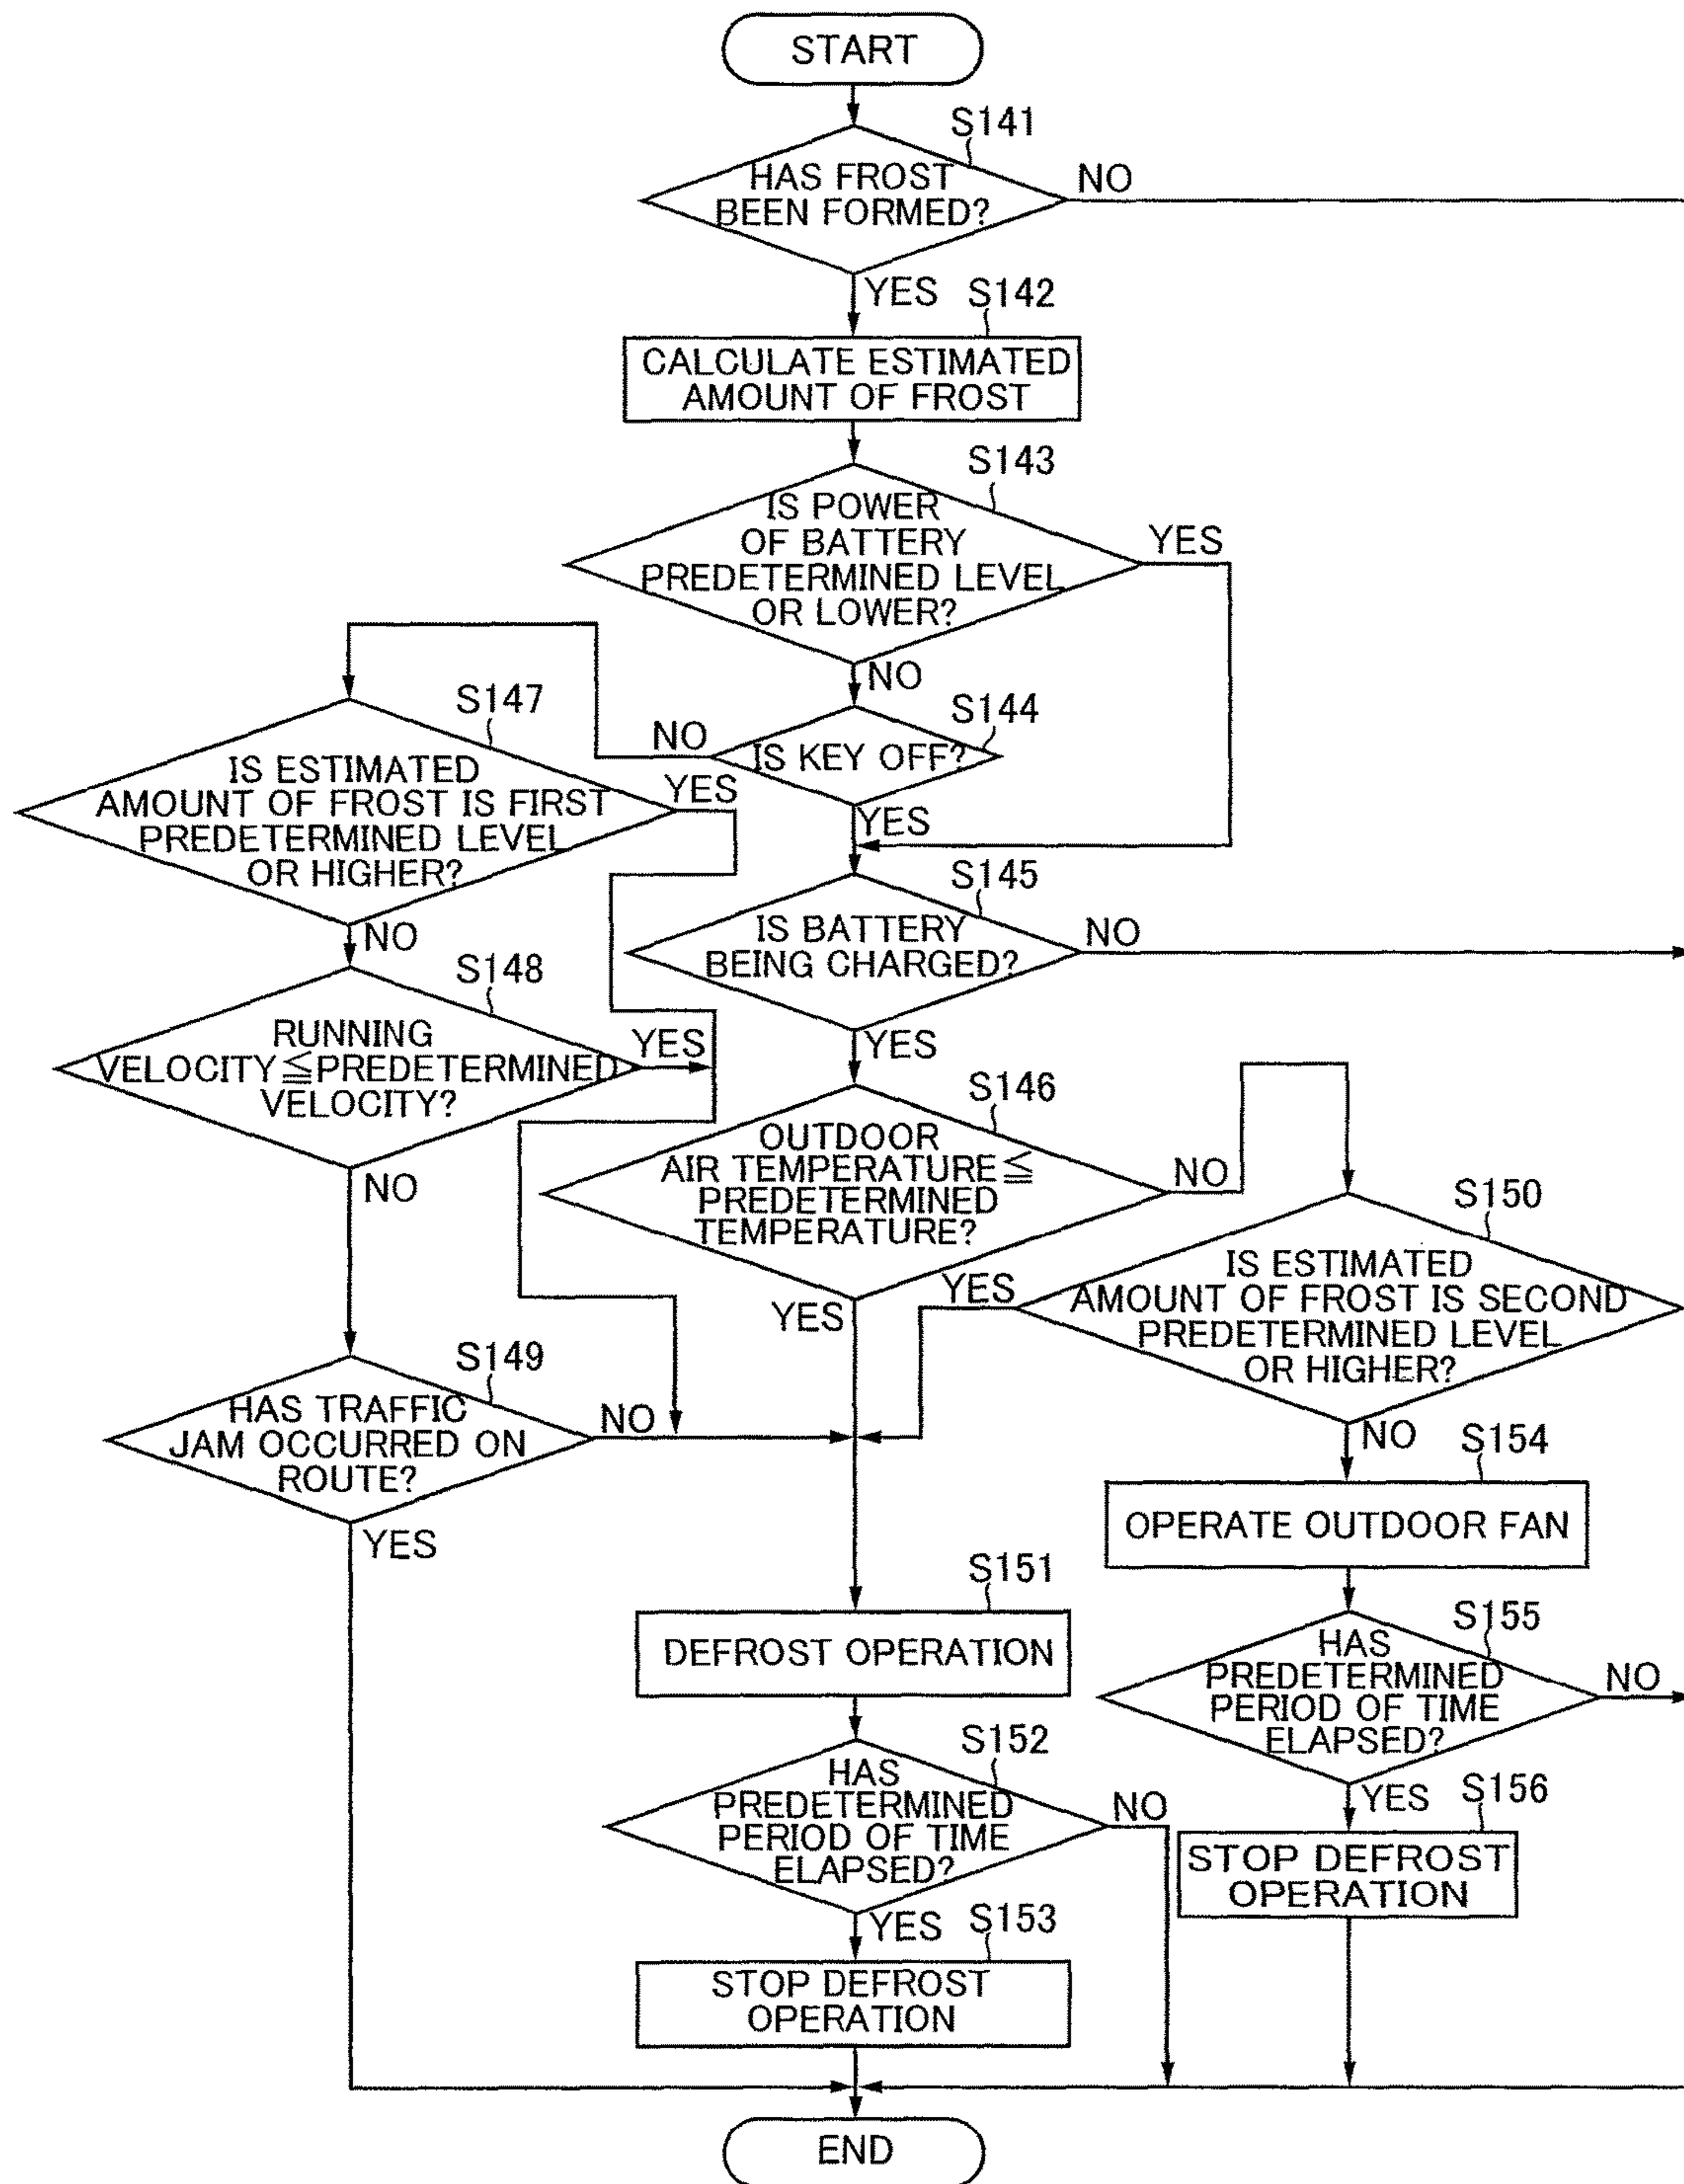 START
S141
HAS FROST
BEEN FORMED?
NO
YES
S142
CALCULATE ESTIMATED
AMOUNT OF FROST
S143
IS POWER
OF BATTERY
PREDETERMINED LEVEL
OR LOWER?
YES
NO
S144
IS KEY OFF?
NO
YES
S147
IS ESTIMATED
AMOUNT OF FROST IS FIRST
PREDETERMINED LEVEL
OR HIGHER?
YES
NO
S145
IS BATTERY
BEING CHARGED?
NO
YES
S148
RUNNING
VELOCITY≦PREDETERMINED
VELOCITY?
YES
NO
S146
OUTDOOR
AIR TEMPERATURE≦
PREDETERMINED
TEMPERATURE?
NO
YES
S150
IS ESTIMATED
AMOUNT OF FROST IS SECOND
PREDETERMINED LEVEL
OR HIGHER?
YES
NO
S149
HAS TRAFFIC
JAM OCCURRED ON
ROUTE?
NO
YES
S154
OPERATE OUTDOOR FAN
S151
DEFROST OPERATION
S155
HAS
PREDETERMINED
PERIOD OF TIME
ELAPSED?
NO
YES
S152
HAS
PREDETERMINED
PERIOD OF TIME
ELAPSED?
NO
YES
S156
STOP DEFROST
OPERATION
S153
STOP DEFROST
OPERATION
END